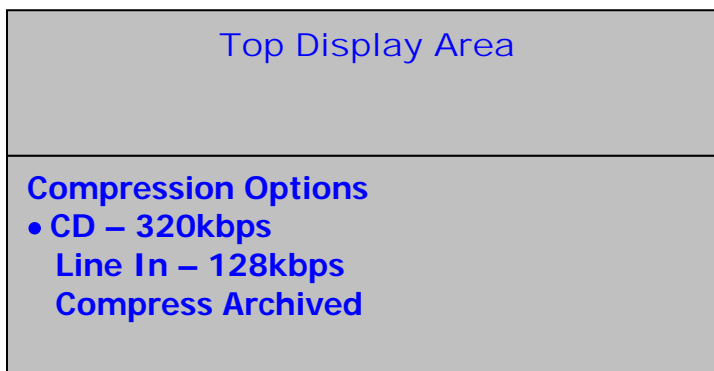 Top Display Area
Compression Options
• CD – 320kbps
Line In – 128kbps
Compress Archived